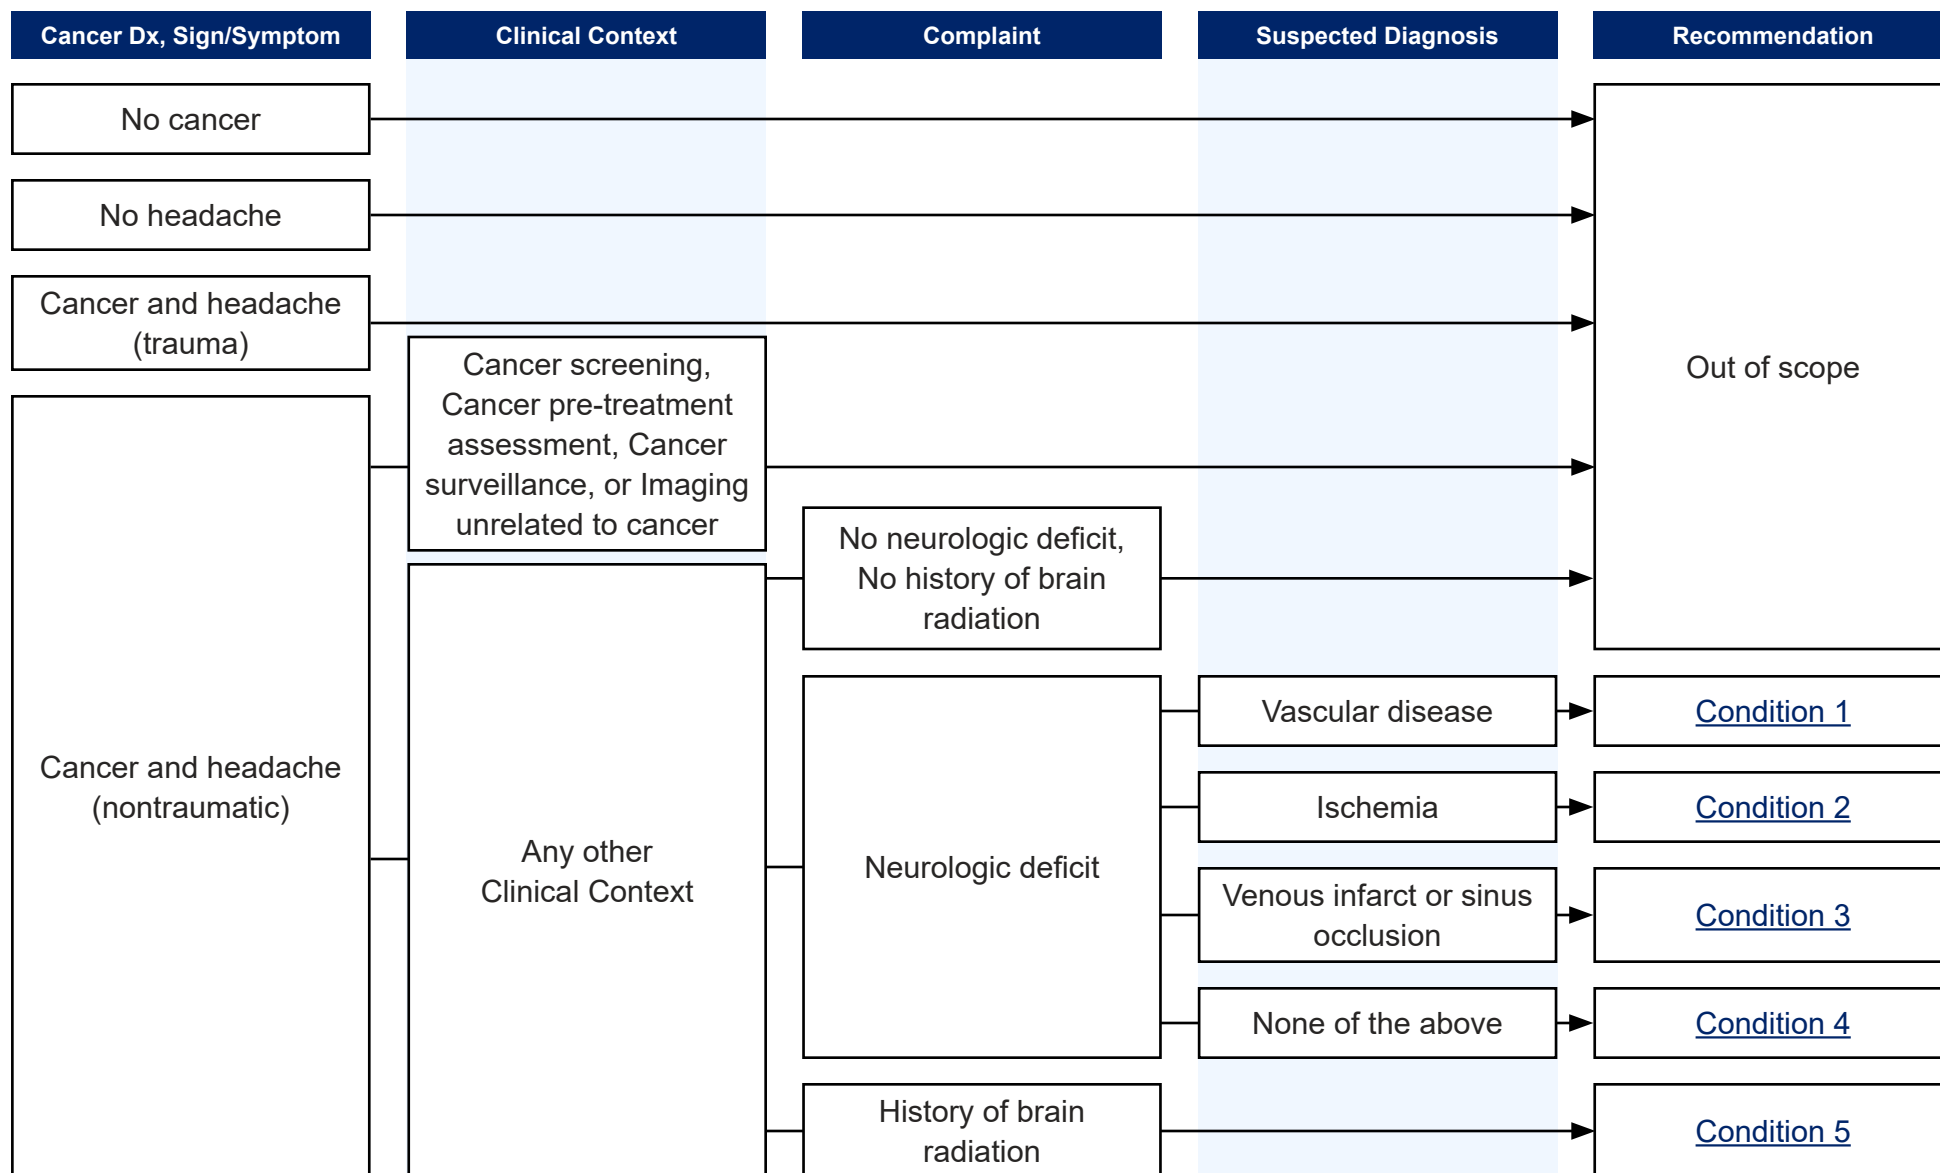 Cancer Dx, Sign/Symptom
Clinical Context
Complaint
Suspected Diagnosis
Recommendation
No cancer
No headache
Cancer and headache
(trauma)
Cancer screening,
Cancer pre-treatment
assessment, Cancer
surveillance, or Imaging
unrelated to cancer
Out of scope
No neurologic deficit,
No history of brain
radiation
Cancer and headache
(nontraumatic)
Any other
Clinical Context
Neurologic deficit
Vascular disease
Condition 1
Ischemia
Condition 2
Venous infarct or sinus
occlusion
Condition 3
None of the above
Condition 4
History of brain
radiation
Condition 5